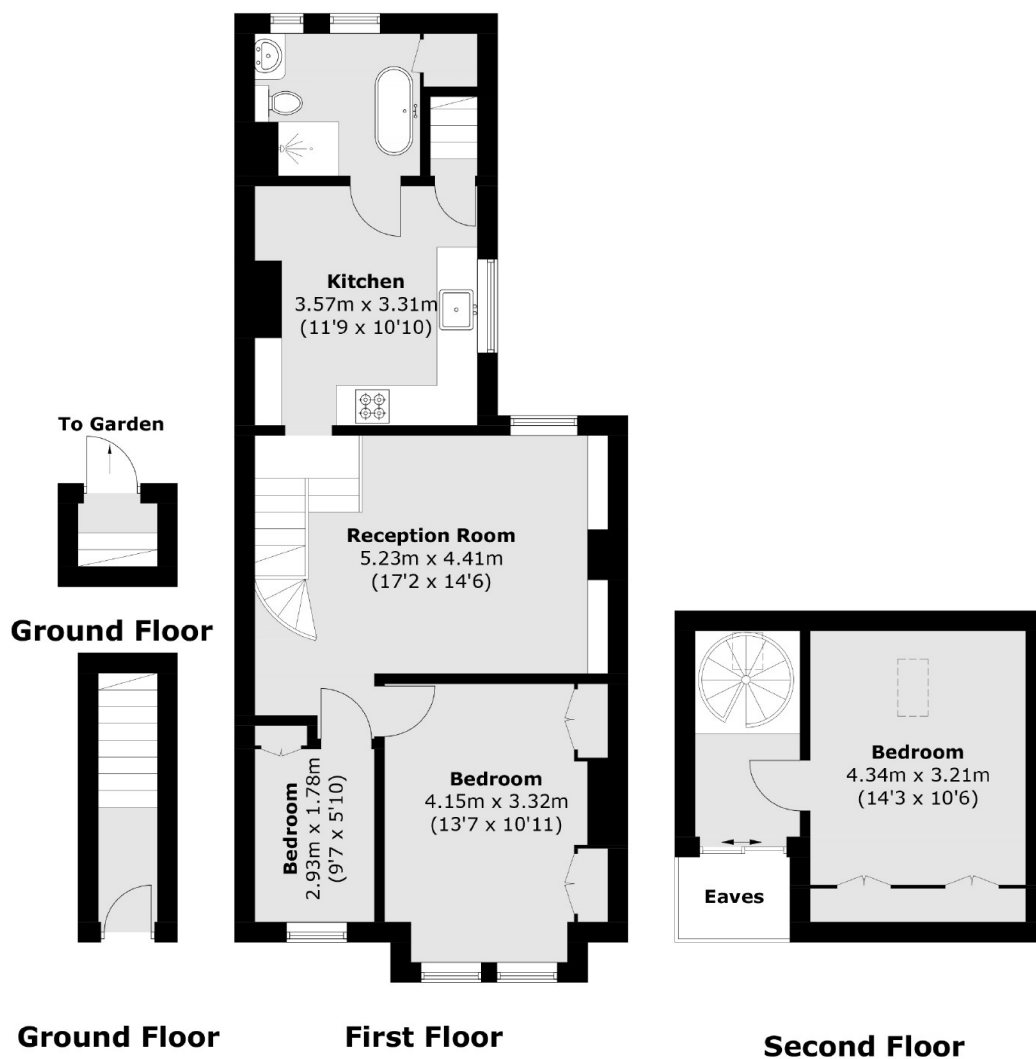 Kitchen
3.57m x 3.31m
(11'9 x 10'10)
To Garden
Ground Floor
Reception Room
5.23m x 4.41m
(17'2 x 14'6)
Bedroom
2.93m x 1.78m
(9'7 x 5'10)
Bedroom
4.15m x 3.32m
(13'7 x 10'11)
Bedroom
4.34m x 3.21m
(14'3 x 10'6)
Eaves
Ground Floor
First Floor
Second Floor